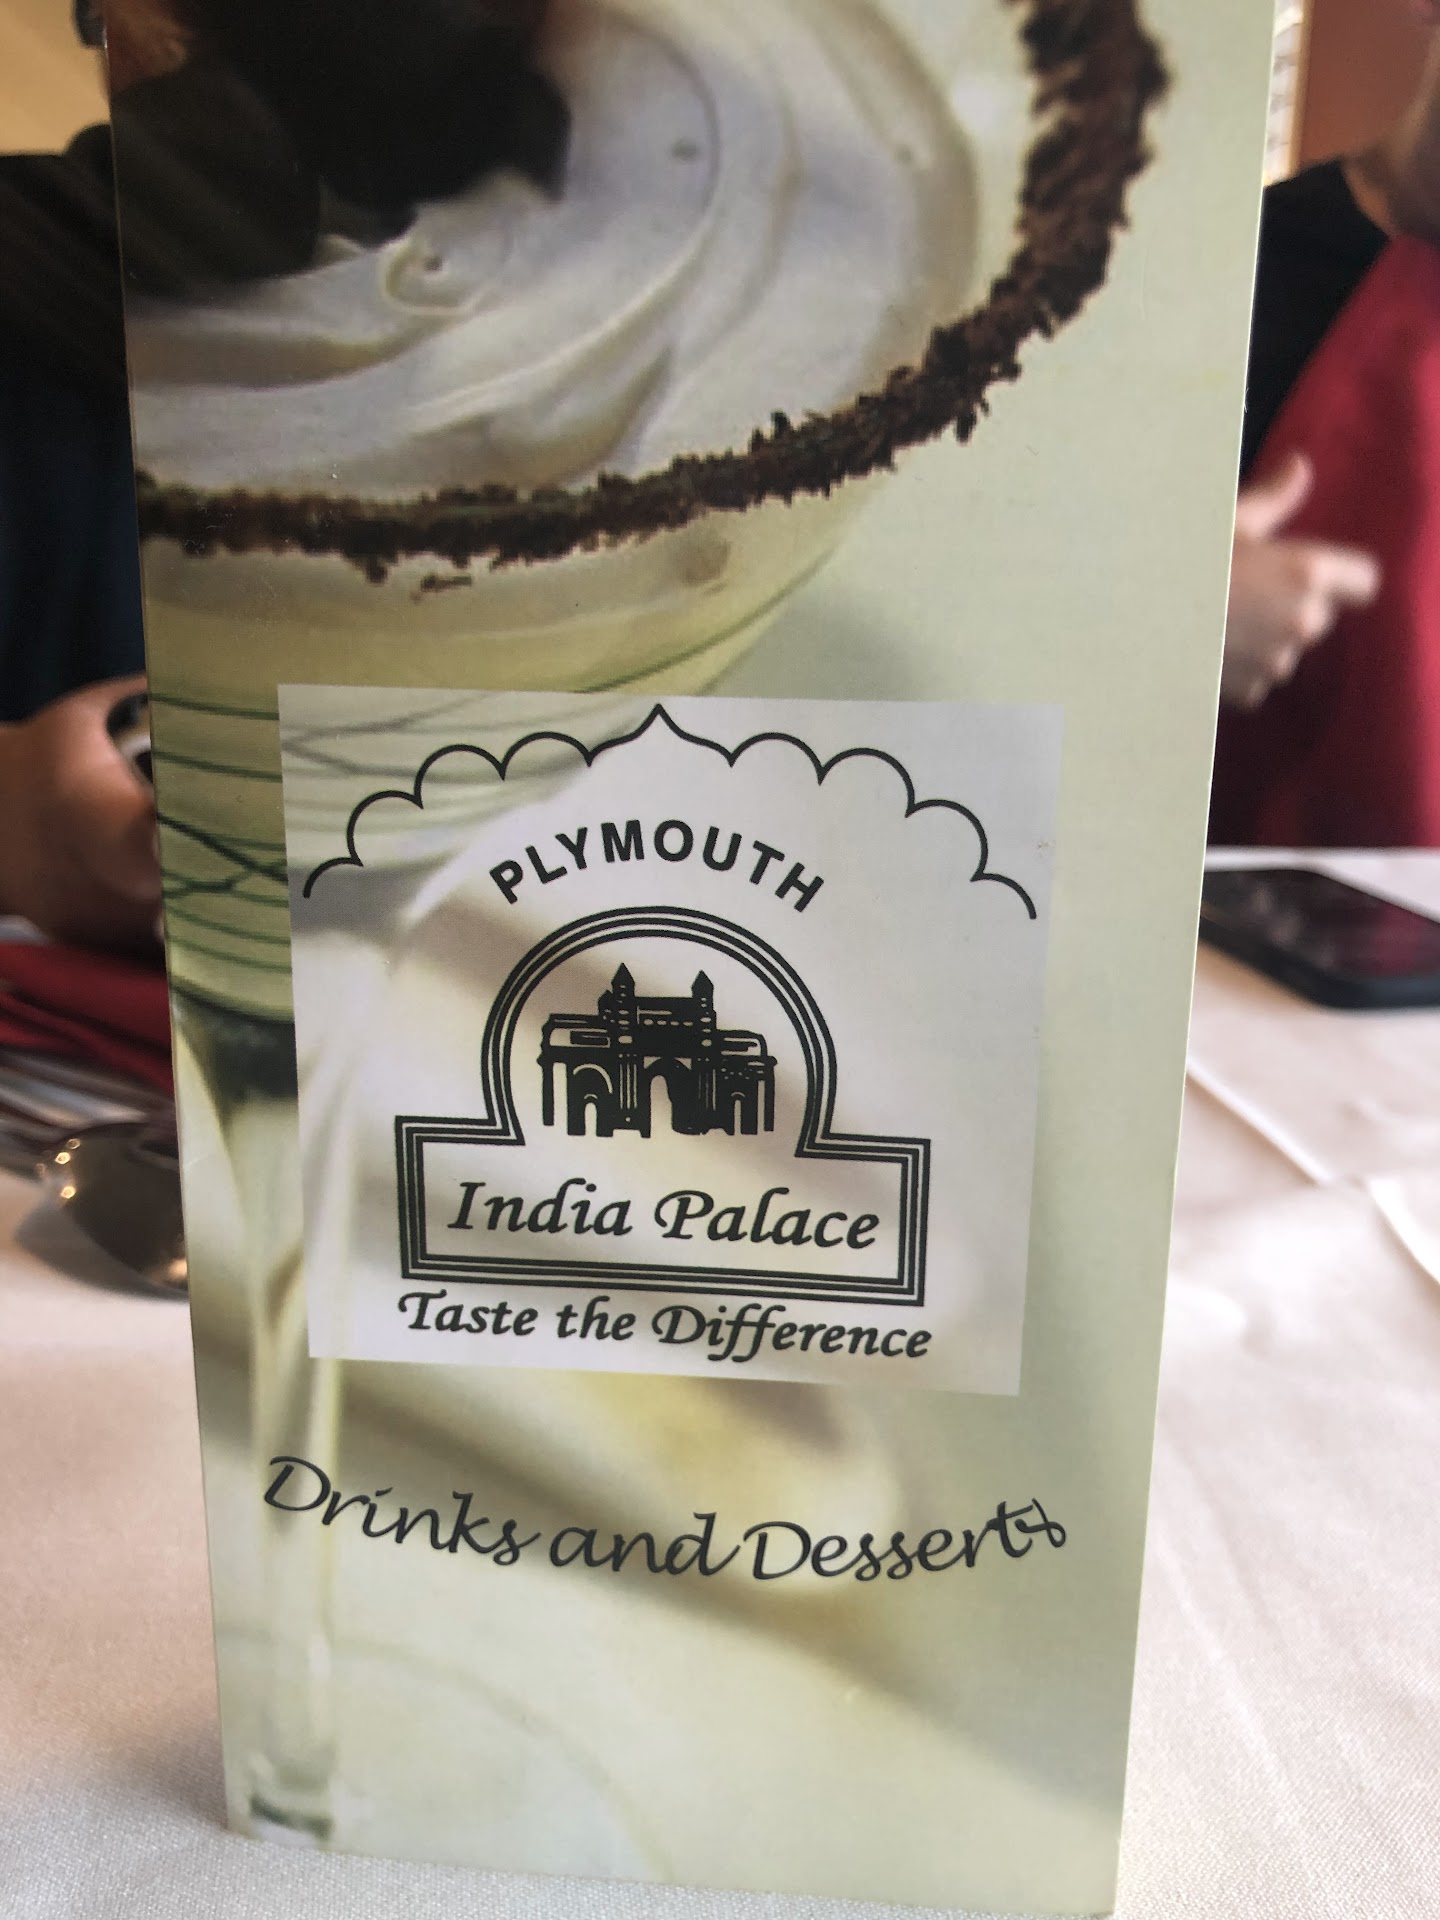 PLYMOUTH
India Palace
Taste the Difference
Drinks and Desserts